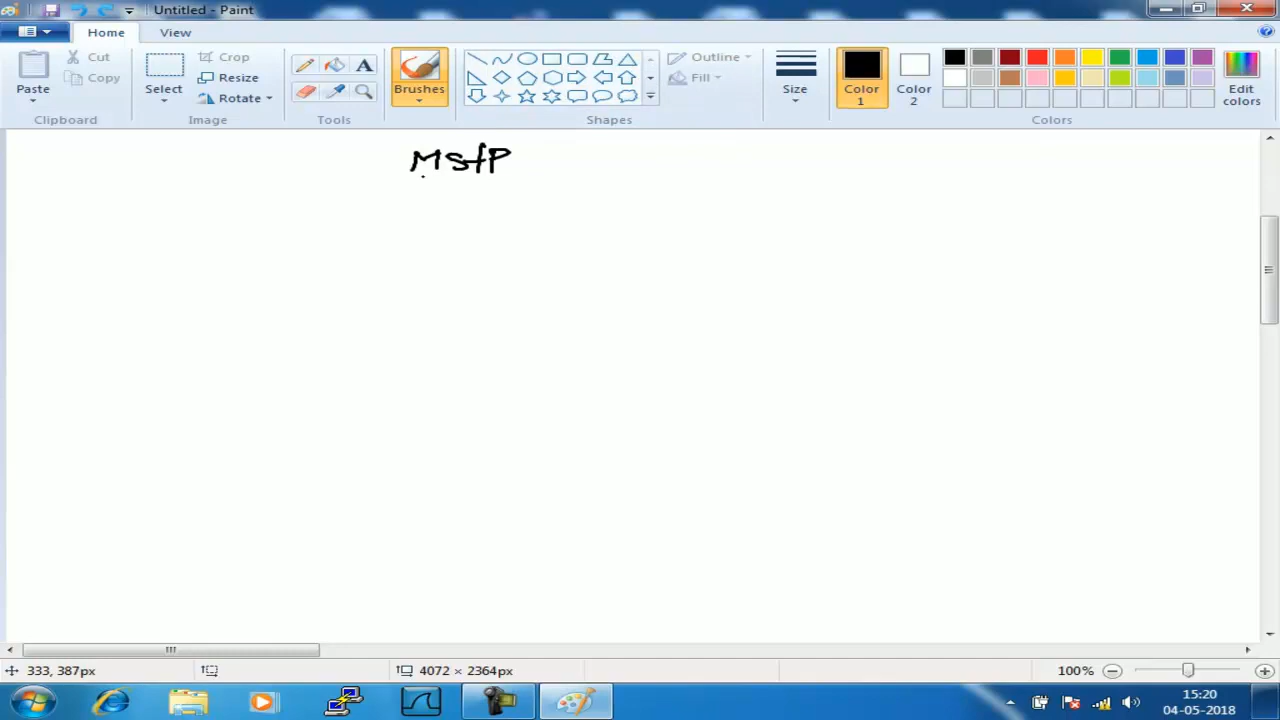 Untitled - Paint
Home View
Paste
Cut
Copy
Clipboard
Select
Crop
Resize
Rotate
Image
Tools
Brushes
Shapes
Outline
Fill
Size
Color 1
Color 2
Edit colors
Colors
MSTP
333, 387px
4072 × 2364px
100%
15:20
04-05-2018